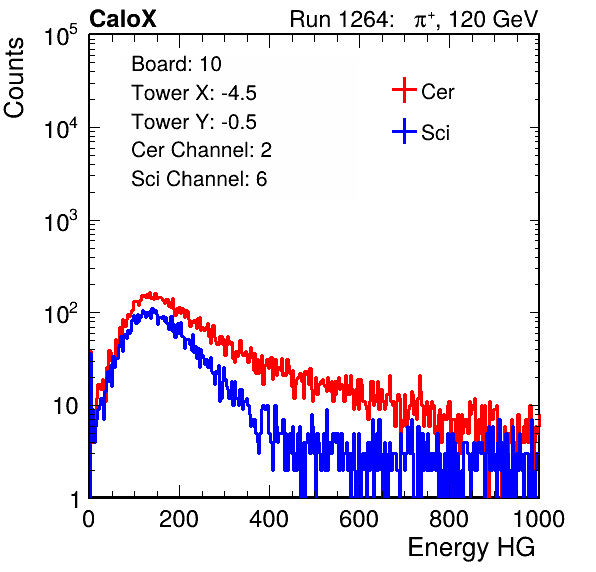 CaloX Run 1264: π⁺, 120 GeV
Counts
10⁵
10⁴
10³
10²
10
1
Board: 10
Tower X: -4.5
Tower Y: -0.5
Cer Channel: 2
Sci Channel: 6
Cer
Sci
0 200 400 600 800 1000
Energy HG